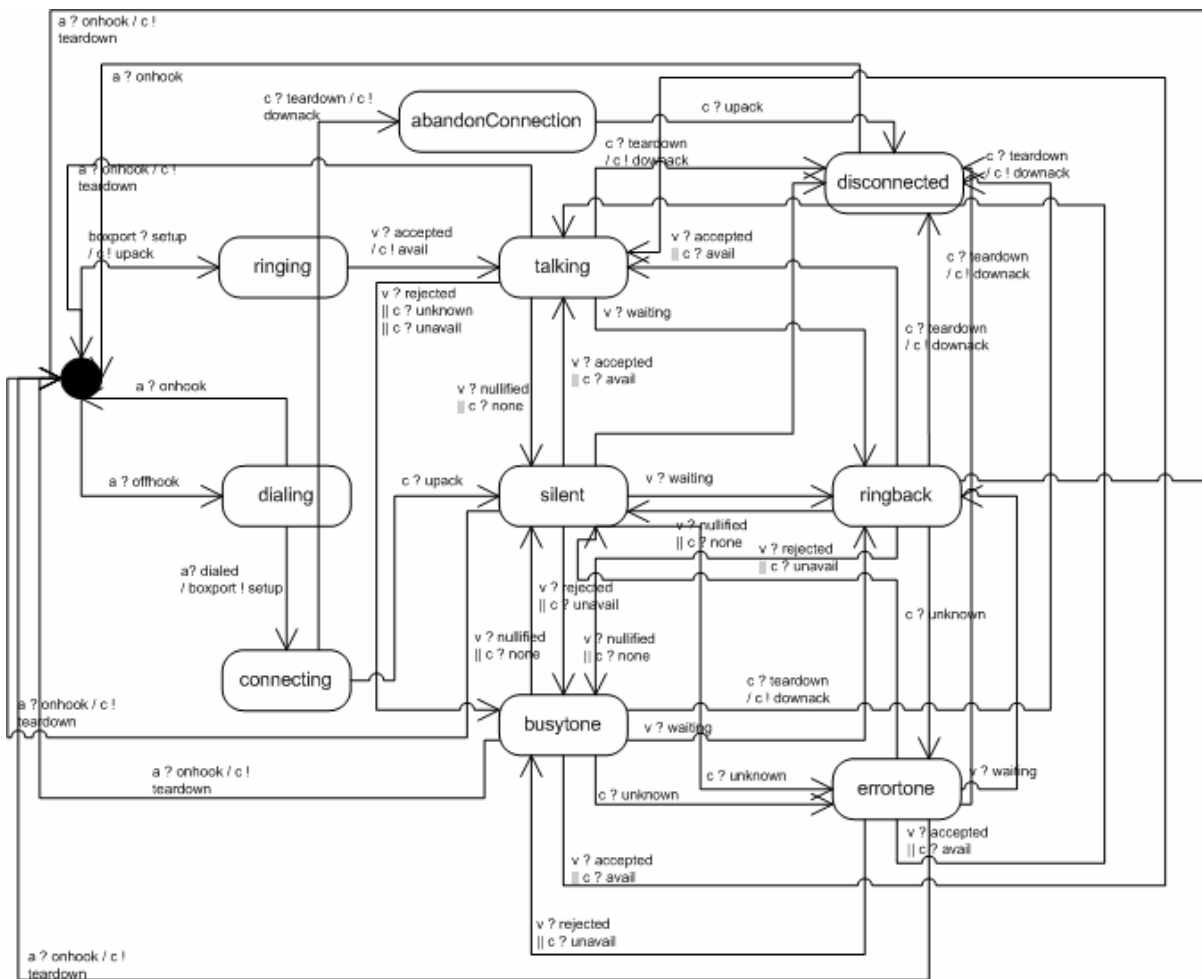 a ? onhook / c !
teardown
a ? onhook
c ? teardown / c !
downack
abandonConnection
c ? upack
c ? teardown
/ c ! downack
c ? teardown
/ c ! downack
disconnected
a ? onhook / c !
teardown
boxport ? setup
/ c ! upack
ringing
v ? accepted
/ c ! avail
talking
v ? accepted
|| c ? avail
v ? rejected
|| c ? unknown
|| c ? unavail
v ? waiting
c ? teardown
/ c ! downack
c ? teardown
/ c ! downack
a ? onhook
v ? nullified
|| c ? none
v ? accepted
|| c ? avail
a ? offhook
dialing
c ? upack
silent
v ? waiting
ringback
v ? nullified
|| c ? none
v ? rejected
|| c ? unavail
a? dialed
/ boxport ! setup
v ? rejected
|| c ? unavail
c ? unknown
v ? nullified
|| c ? none
v ? nullified
|| c ? none
connecting
c ? teardown
/ c ! downack
a ? onhook / c !
teardown
busytone
v ? waiting
a ? onhook / c !
teardown
c ? unknown
c ? unknown
errortone
v ? waiting
v ? accepted
|| c ? avail
v ? accepted
|| c ? avail
v ? rejected
|| c ? unavail
a ? onhook / c !
teardown